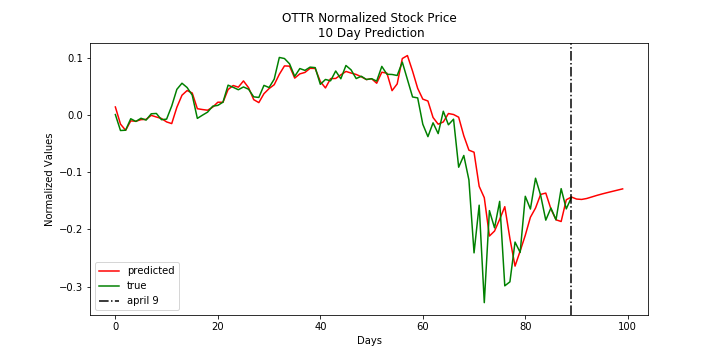 OTTR Normalized Stock Price
10 Day Prediction
Normalized Values
0.1
0.0
−0.1
−0.2
−0.3
predicted
true
april 9
0 20 40 60 80 100
Days